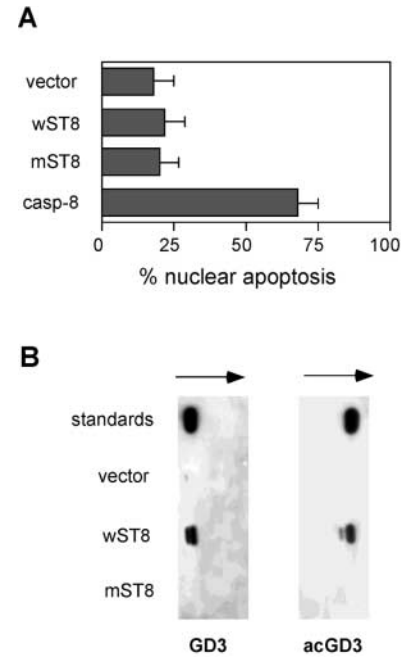 A
vector
wST8
mST8
casp-8
0 25 50 75 100
% nuclear apoptosis
B
standards
vector
wST8
mST8
GD3 acGD3